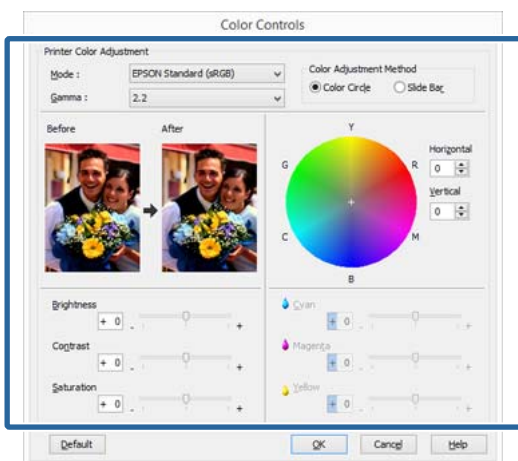 Color Controls
Printer Color Adjustment
Mode : EPSON Standard (sRGB)
Gamma : 2.2
Color Adjustment Method
Color Circle Slide Bar
Before After
Y
G R
C M
B
Horizontal
0
Vertical
0
Brightness
+ 0 - +
Contrast
+ 0 - +
Saturation
+ 0 - +
Cyan
+ 0 - +
Magenta
+ 0 - +
Yellow
+ 0 - +
Default OK Cancel Help